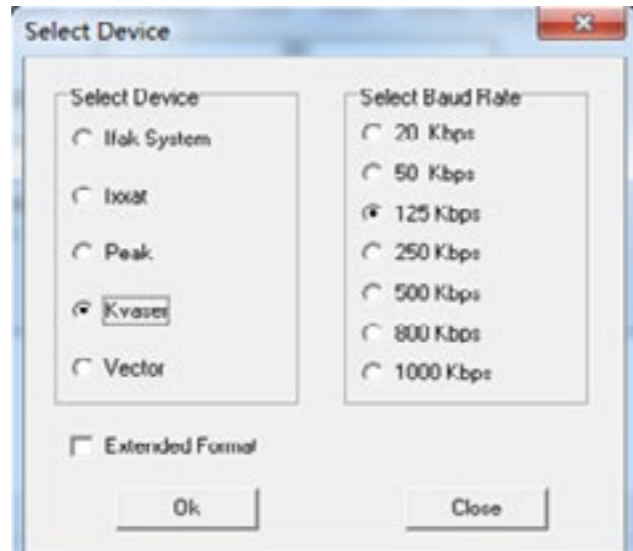 Select Device
Select Device
Ifak System
Ixxat
Peak
Kvaser
Vector
Select Baud Rate
20 Kbps
50 Kbps
125 Kbps
250 Kbps
500 Kbps
800 Kbps
1000 Kbps
Extended Format
Ok
Close